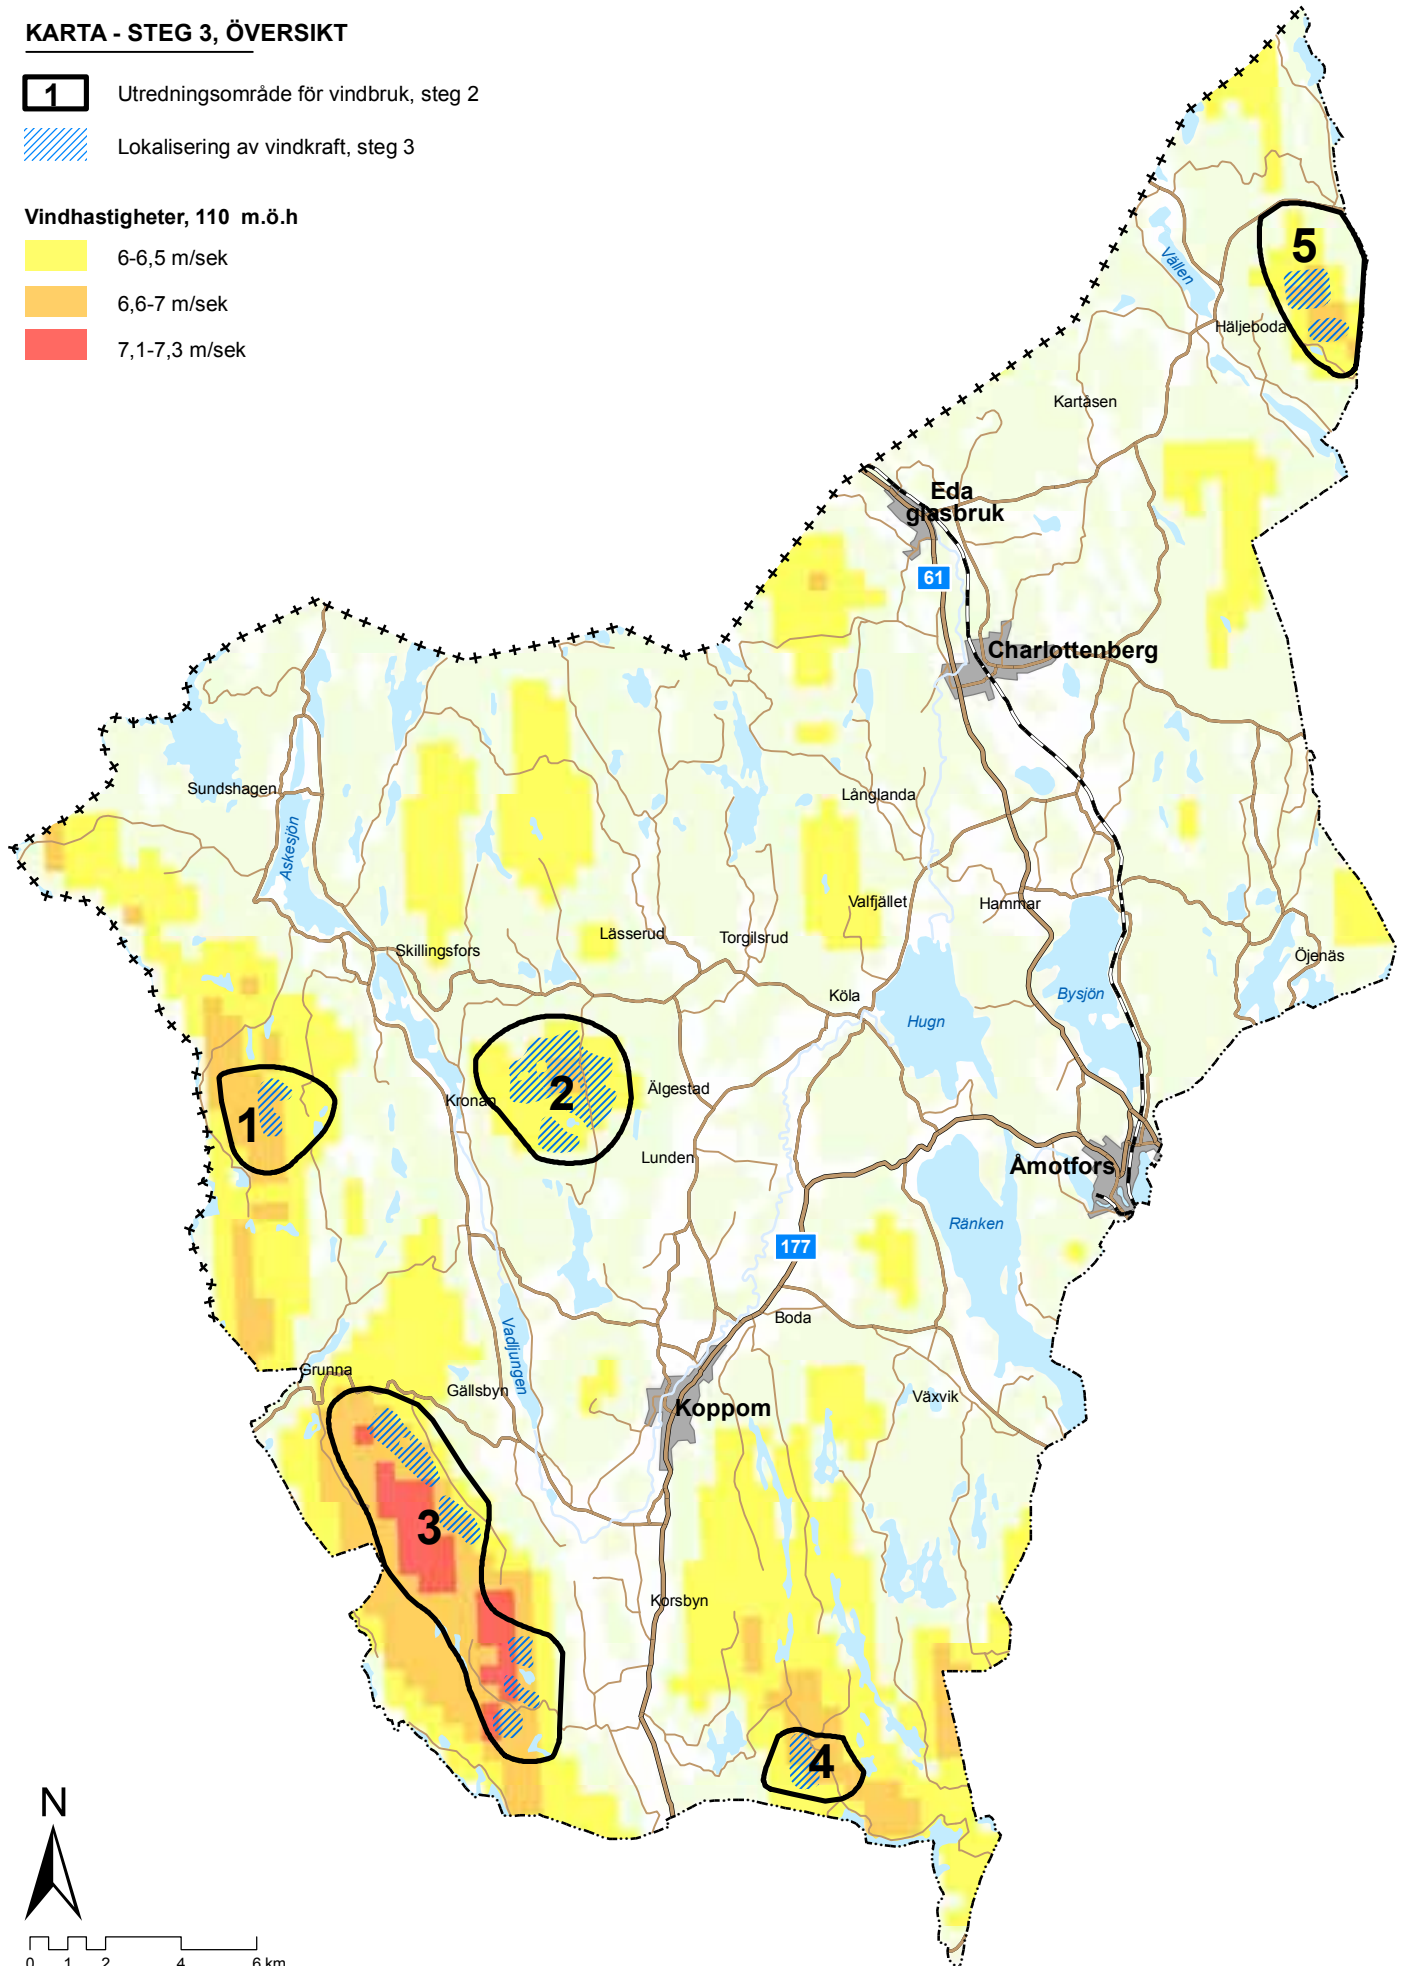 KARTA - STEG 3, ÖVERSIKT
1
Utredningsområde för vindbruk, steg 2
Lokalisering av vindkraft, steg 3
Vindhastigheter, 110 m.ö.h
6-6,5 m/sek
6,6-7 m/sek
7,1-7,3 m/sek
5
Vällen
Häljeboda
Kartåsen
Eda
glasbruk
61
Charlottenberg
Sundshagen
Askesjön
Långlanda
Valfjället
Hammar
Lässerud
Torgilsrud
Skillingsfors
Öjenäs
Köla
Bysjön
Hugn
1
2
Kronan
Älgestad
Lunden
Åmotfors
Ränken
177
Boda
Vadljungen
Grunna
Gällsbyn
Koppom
Växvik
3
Korsbyn
4
N
0 1 2 4 6 km